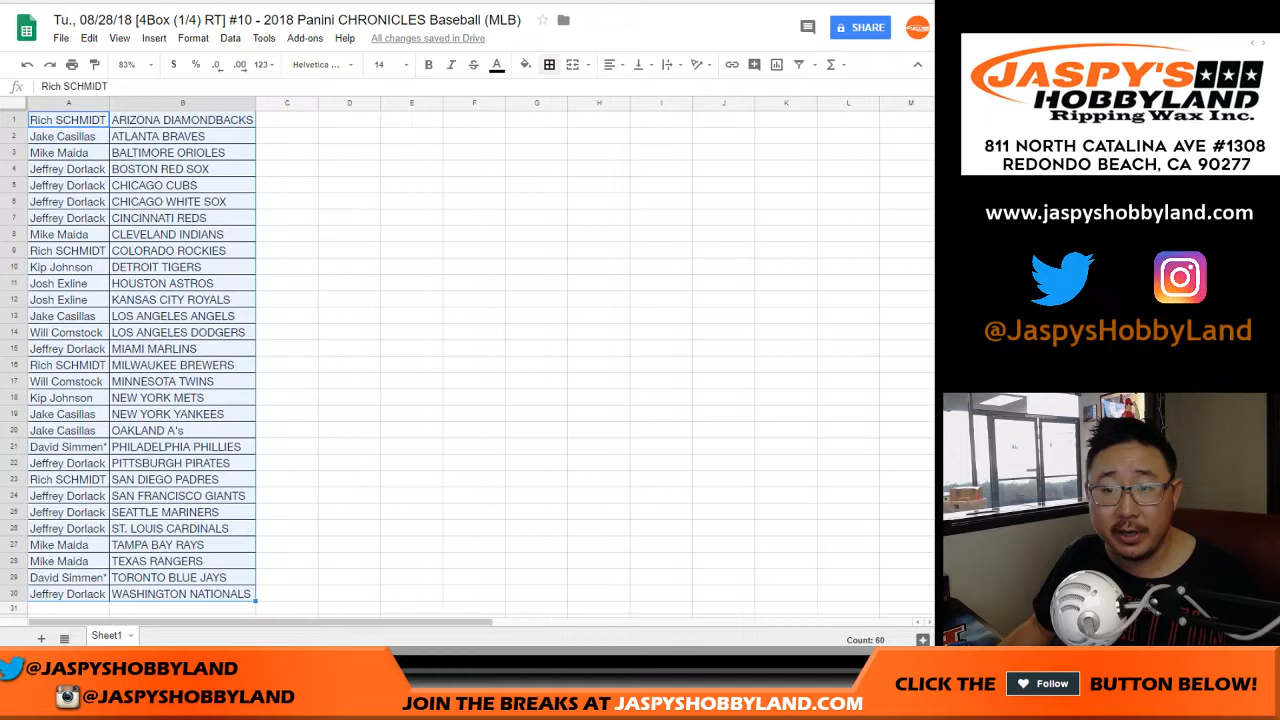 Tu., 08/28/18 [4Box (1/4) RT] #10 - 2018 Panini CHRONICLES Baseball (MLB)
File Edit View Insert Format Data Tools Add-ons Help All changes saved in Drive
SHARE
83% $ % .0 .00 123 Helvetica ... 14 B I S A
fx Rich SCHMIDT
A B C D E F G H I J K L M
1 Rich SCHMIDT ARIZONA DIAMONDBACKS
2 Jake Casillas ATLANTA BRAVES
3 Mike Maida BALTIMORE ORIOLES
4 Jeffrey Dorlack BOSTON RED SOX
5 Jeffrey Dorlack CHICAGO CUBS
6 Jeffrey Dorlack CHICAGO WHITE SOX
7 Jeffrey Dorlack CINCINNATI REDS
8 Mike Maida CLEVELAND INDIANS
9 Rich SCHMIDT COLORADO ROCKIES
10 Kip Johnson DETROIT TIGERS
11 Josh Exline HOUSTON ASTROS
12 Josh Exline KANSAS CITY ROYALS
13 Jake Casillas LOS ANGELES ANGELS
14 Will Comstock LOS ANGELES DODGERS
15 Jeffrey Dorlack MIAMI MARLINS
16 Rich SCHMIDT MILWAUKEE BREWERS
17 Will Comstock MINNESOTA TWINS
18 Kip Johnson NEW YORK METS
19 Jake Casillas NEW YORK YANKEES
20 Jake Casillas OAKLAND A's
21 David Simmen* PHILADELPHIA PHILLIES
22 Jeffrey Dorlack PITTSBURGH PIRATES
23 Rich SCHMIDT SAN DIEGO PADRES
24 Jeffrey Dorlack SAN FRANCISCO GIANTS
25 Jeffrey Dorlack SEATTLE MARINERS
26 Jeffrey Dorlack ST. LOUIS CARDINALS
27 Mike Maida TAMPA BAY RAYS
28 Mike Maida TEXAS RANGERS
29 David Simmen* TORONTO BLUE JAYS
30 Jeffrey Dorlack WASHINGTON NATIONALS
31
Sheet1
Count: 60
JASPY'S
HOBBYLAND
Ripping Wax Inc.
811 NORTH CATALINA AVE #1308
REDONDO BEACH, CA 90277
www.jaspyshobbyland.com
@JaspysHobbyLand
@JASPYSHOBBYLAND
@JASPYSHOBBYLAND
JOIN THE BREAKS AT JASPYSHOBBYLAND.COM
CLICK THE Follow BUTTON BELOW!